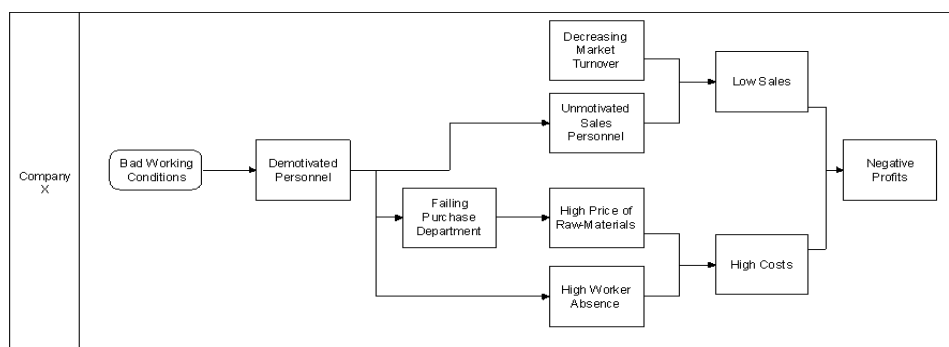 Company
X
Bad Working
Conditions
Demotivated
Personnel
Failing
Purchase
Department
Decreasing
Market
Turnover
Unmotivated
Sales
Personnel
High Price of
Raw-Materials
High Worker
Absence
Low Sales
High Costs
Negative
Profits